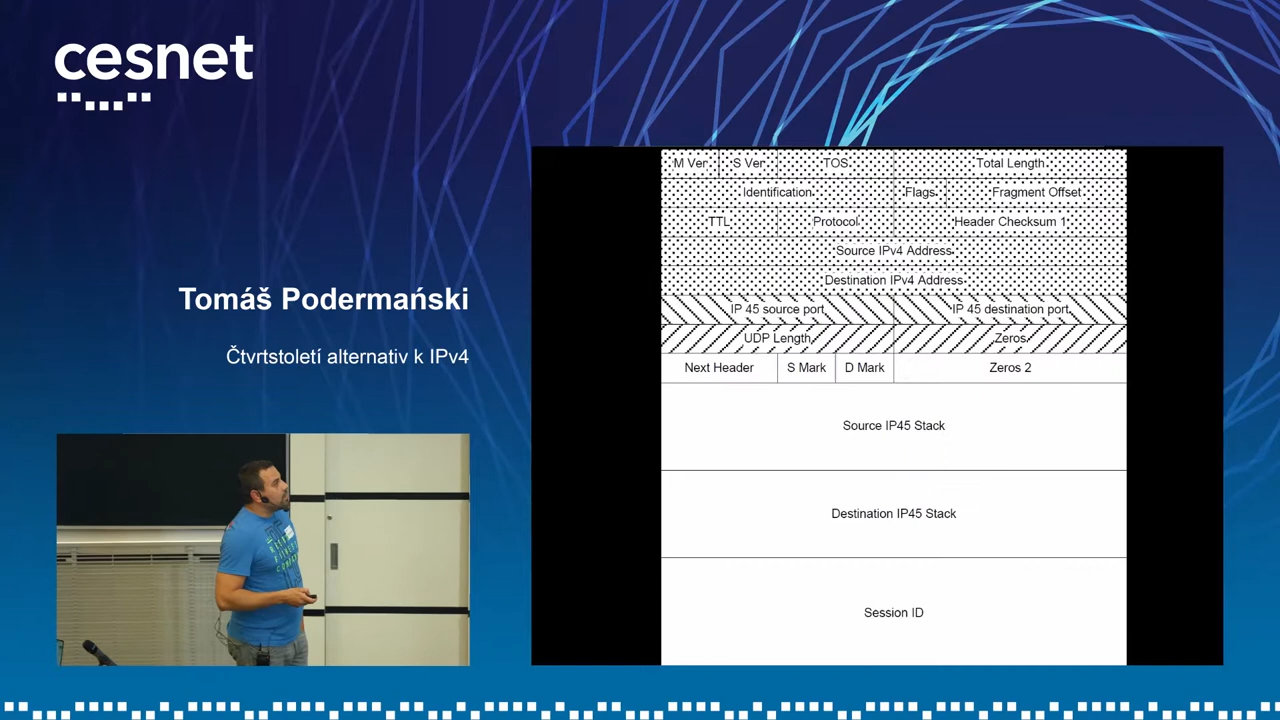 cesnet
Tomáš Podermański
Čtvrtstoletí alternativ k IPv4
M Ver S Ver TOS Total Length
Identification Flags Fragment Offset
TTL Protocol Header Checksum 1
Source IPv4 Address
Destination IPv4 Address
IP 45 source port IP 45 destination port
UDP Length Zeros
Next Header S Mark D Mark Zeros 2
Source IP45 Stack
Destination IP45 Stack
Session ID